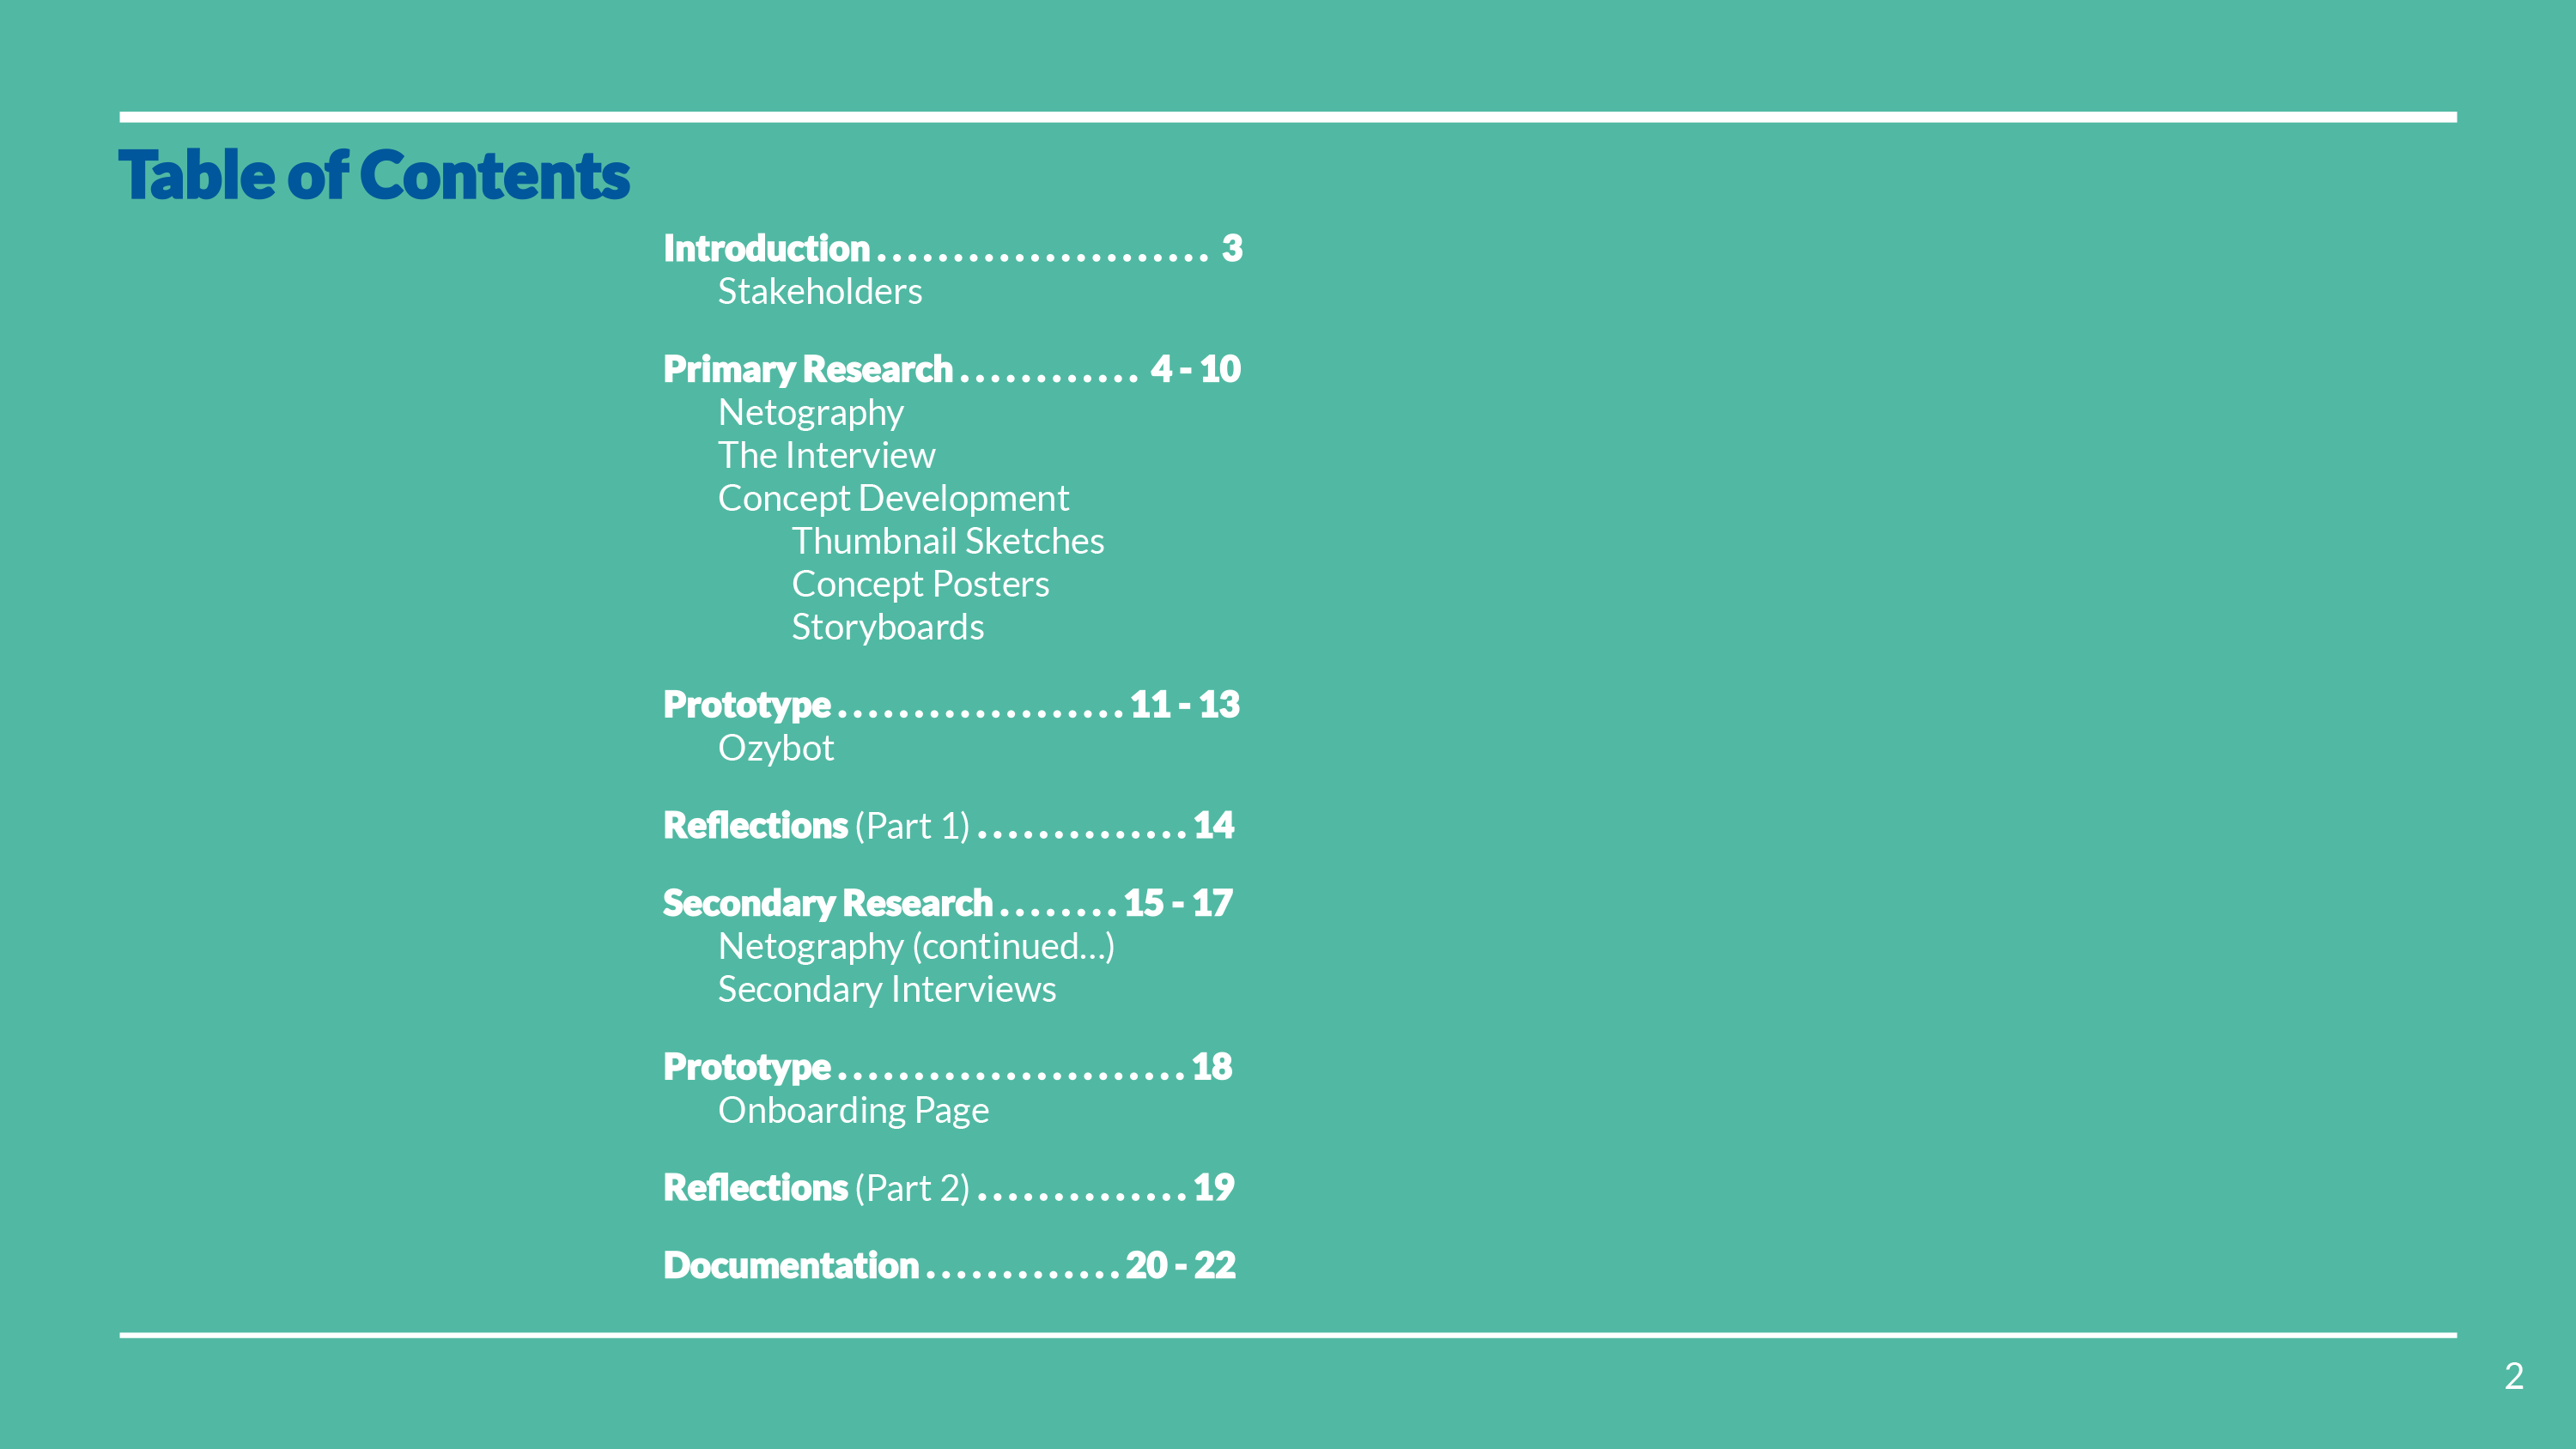 Table of Contents
Introduction ...................... 3
Stakeholders
Primary Research ............ 4 - 10
Netography
The Interview
Concept Development
Thumbnail Sketches
Concept Posters
Storyboards
Prototype ................... 11 - 13
Ozybot
Reflections (Part 1) .............. 14
Secondary Research ........ 15 - 17
Netography (continued...)
Secondary Interviews
Prototype ....................... 18
Onboarding Page
Reflections (Part 2) .............. 19
Documentation ............. 20 - 22
2